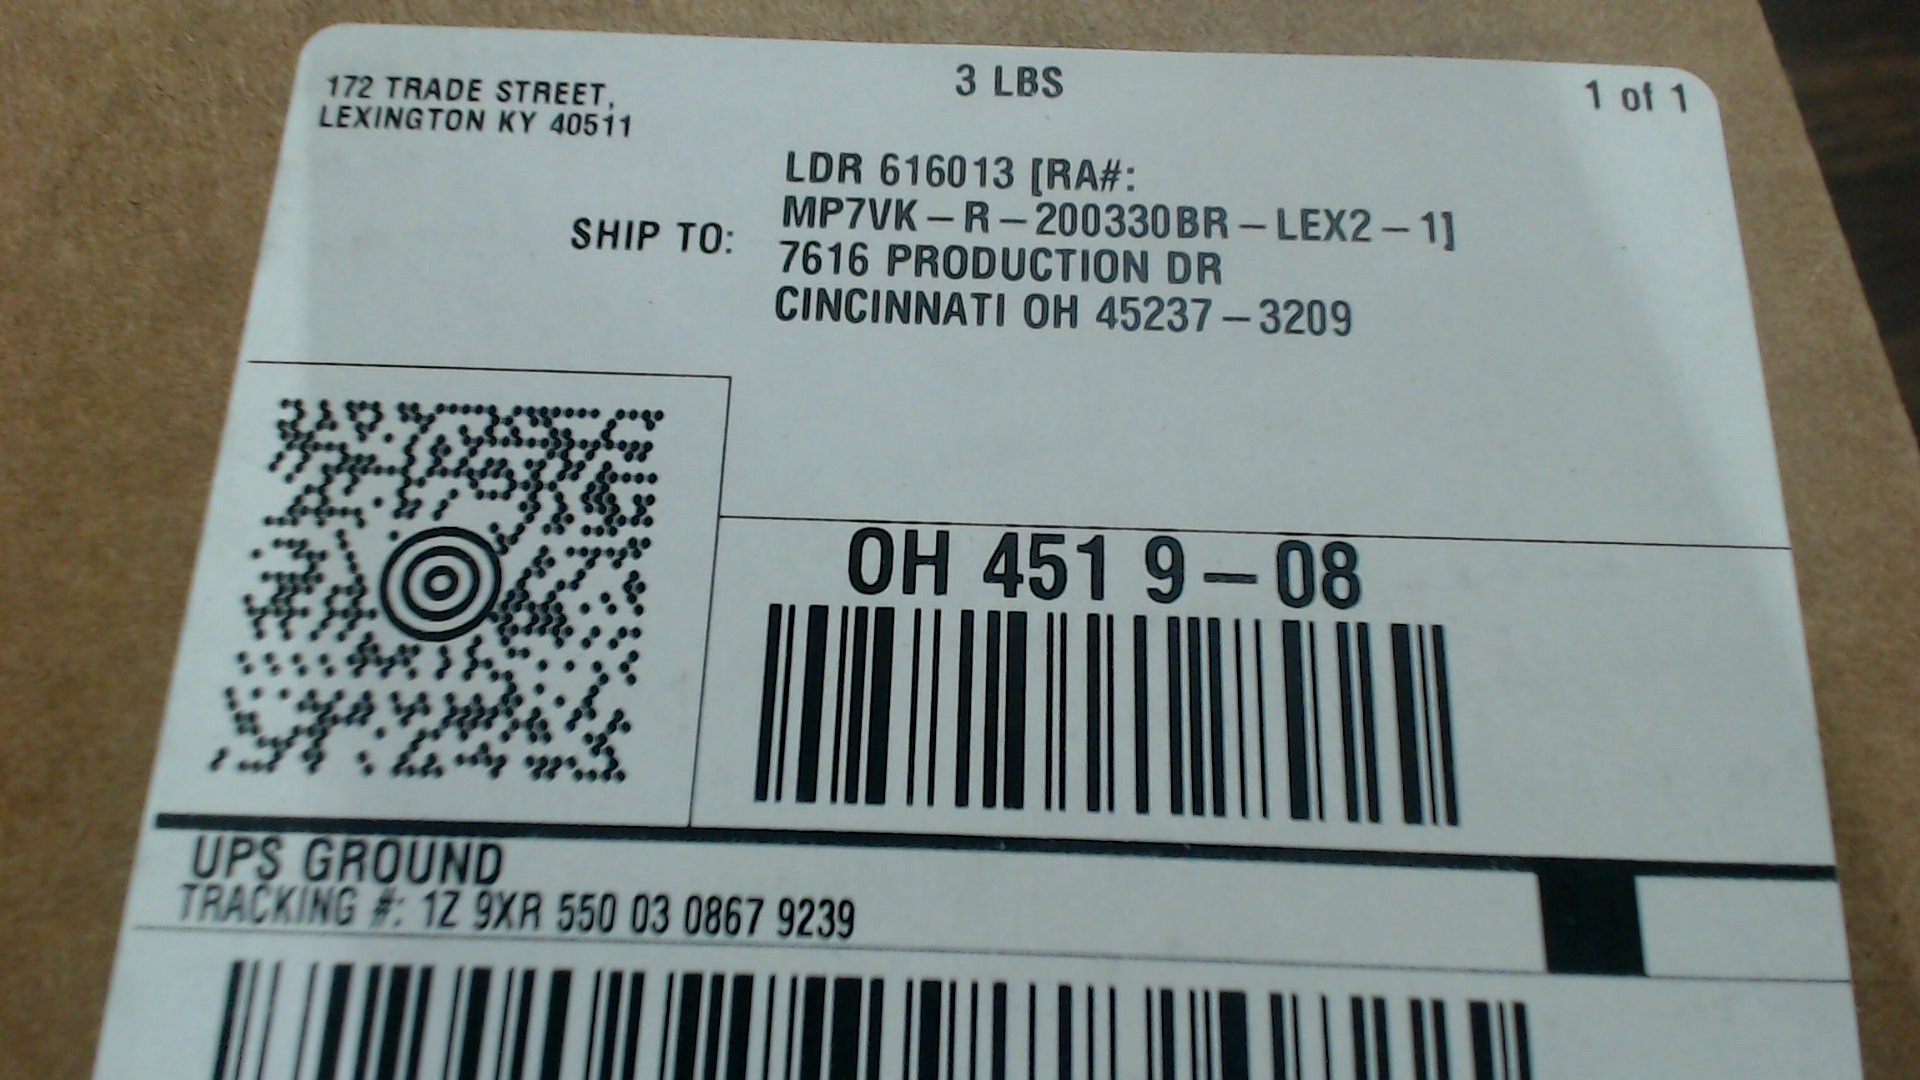 172 TRADE STREET,
LEXINGTON KY 40511
3 LBS
1 of 1
SHIP TO:
LDR 616013 [RA#:
MP7VK-R-200330BR-LEX2-1]
7616 PRODUCTION DR
CINCINNATI OH 45237-3209
OH 451 9-08
UPS GROUND
TRACKING #: 1Z 9XR 550 03 0867 9239